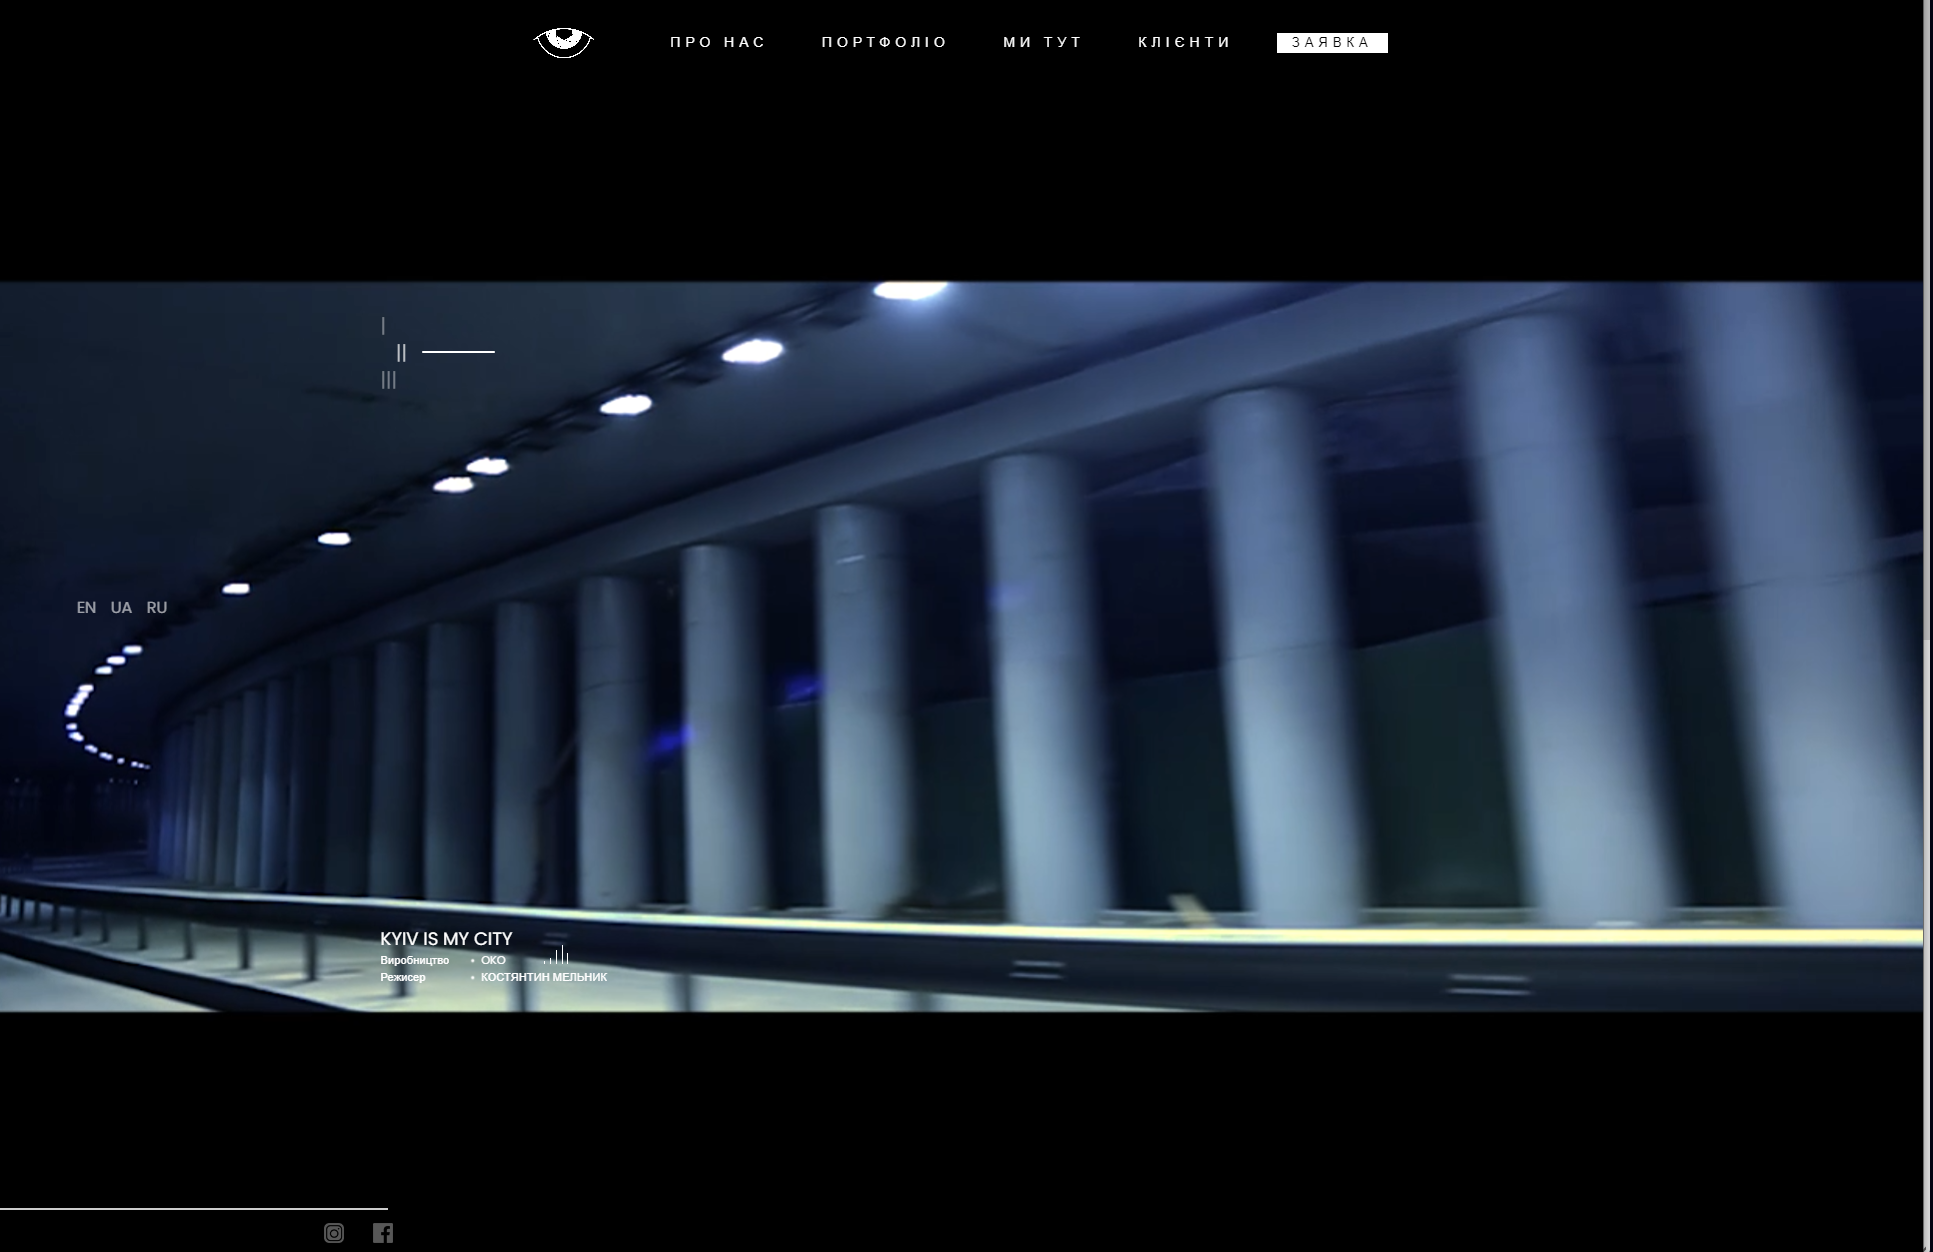 ПРО НАС ПОРТФОЛІО МИ ТУТ КЛІЄНТИ ЗАЯВКА
I
II
III
EN UA RU
KYIV IS MY CITY
Виробництво • ОКО
Режисер • КОСТЯНТИН МЕЛЬНИК